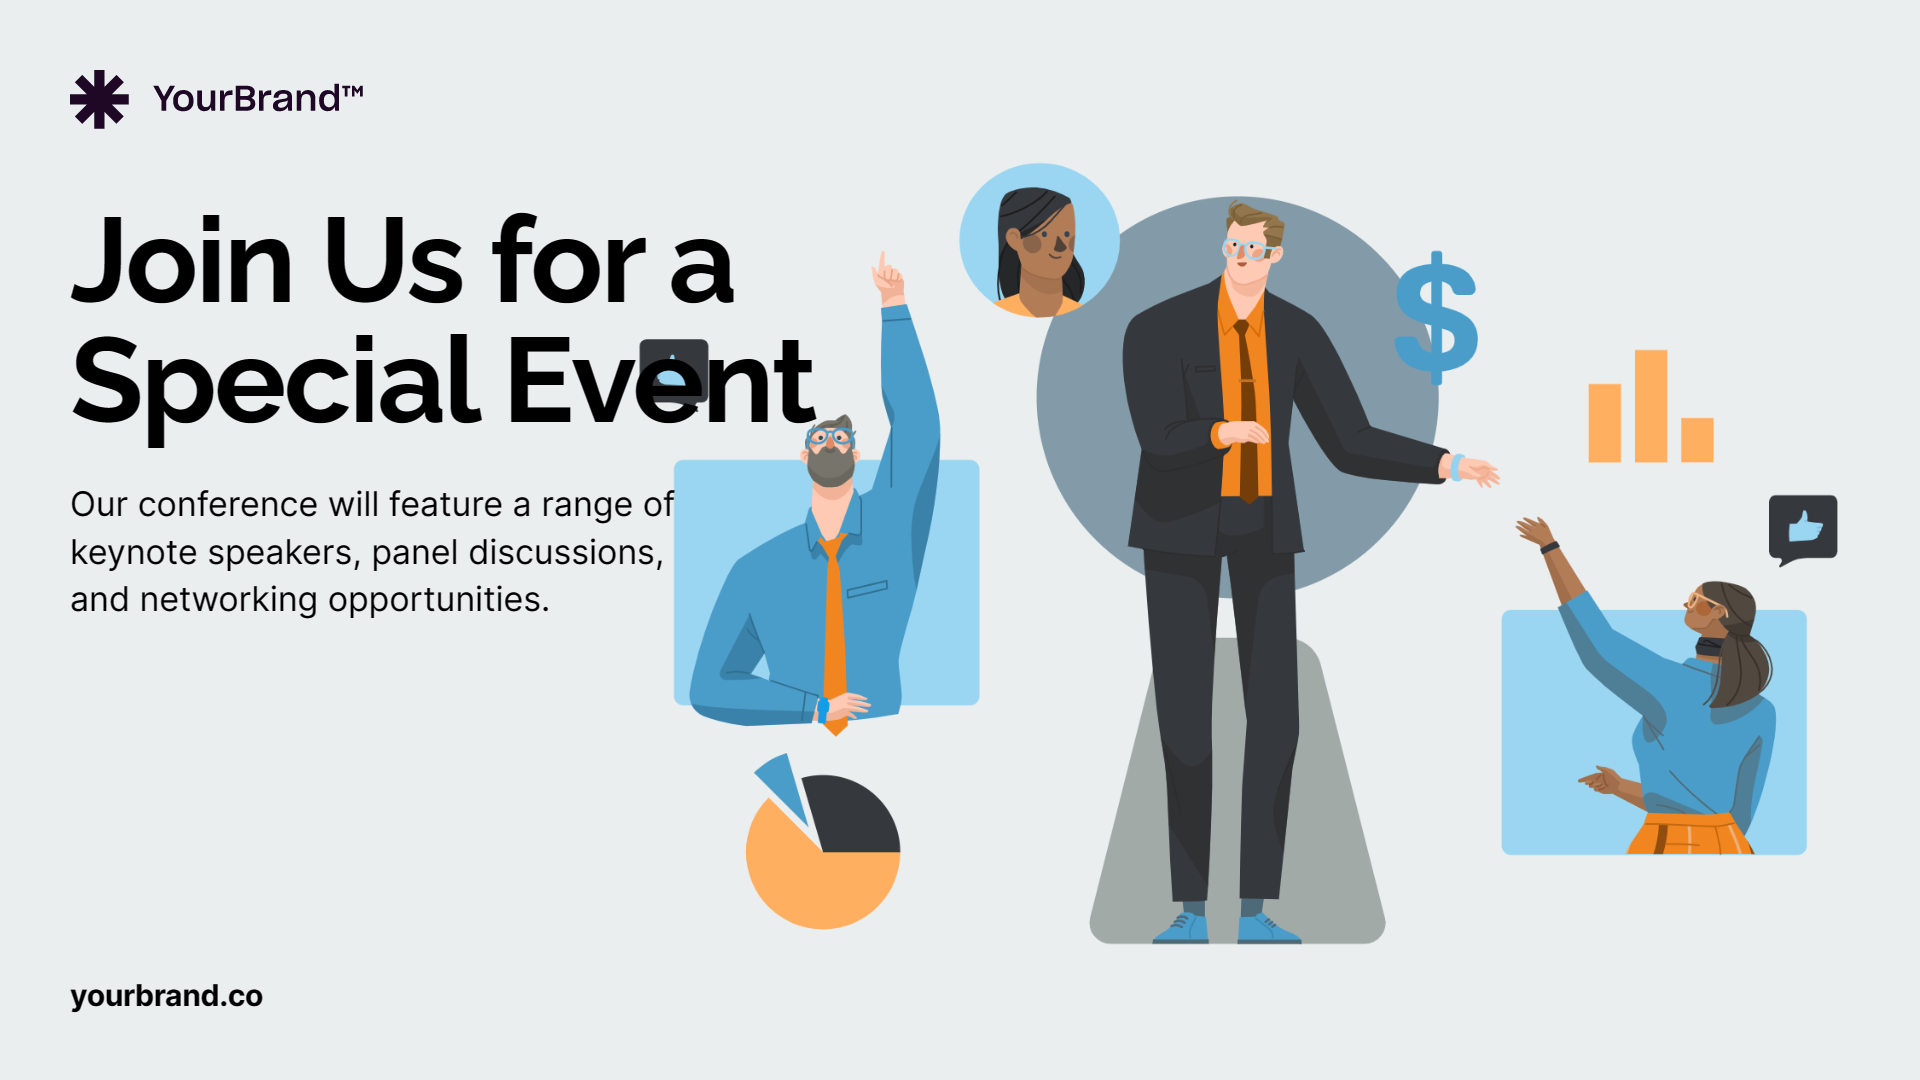 YourBrand™
Join Us for a
Special Event
Our conference will feature a range of
keynote speakers, panel discussions,
and networking opportunities.
$
yourbrand.co